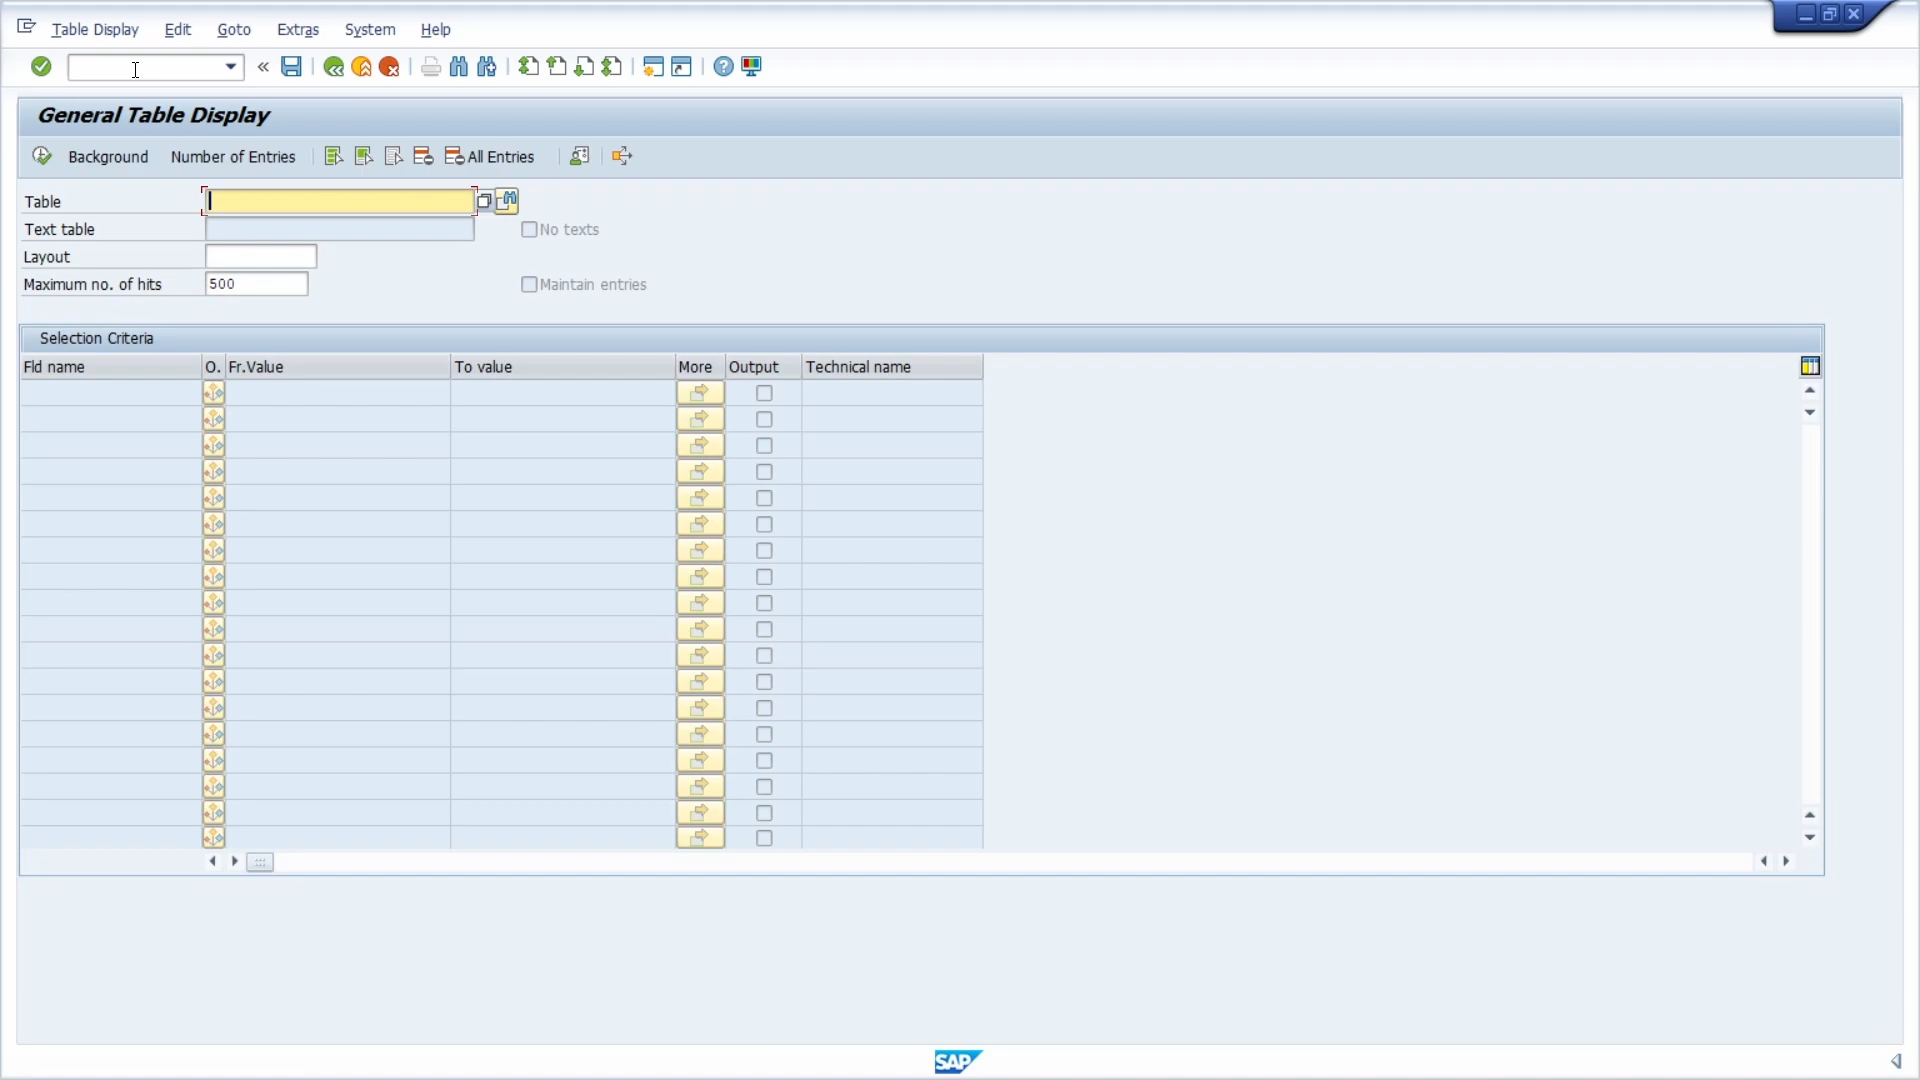 Table Display Edit Goto Extras System Help
General Table Display
Background Number of Entries All Entries
Table
Text table No texts
Layout
Maximum no. of hits 500 Maintain entries
Selection Criteria
Fld name O. Fr.Value To value More Output Technical name
SAP